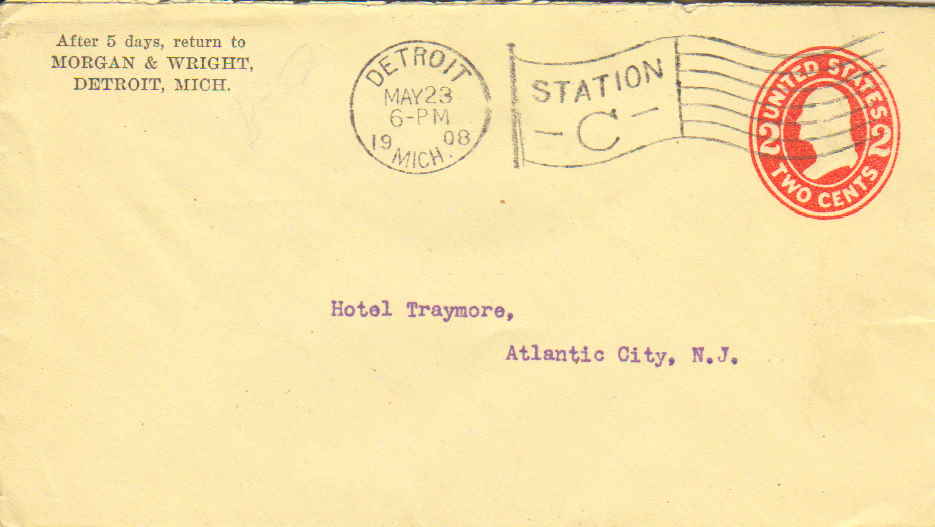 After 5 days, return to
MORGAN & WRIGHT,
DETROIT, MICH.
DETROIT
MAY 23
6-PM
19 08
MICH.
STATION
- C -
UNITED STATES
2 2
TWO CENTS
Hotel Traymore,
Atlantic City, N.J.